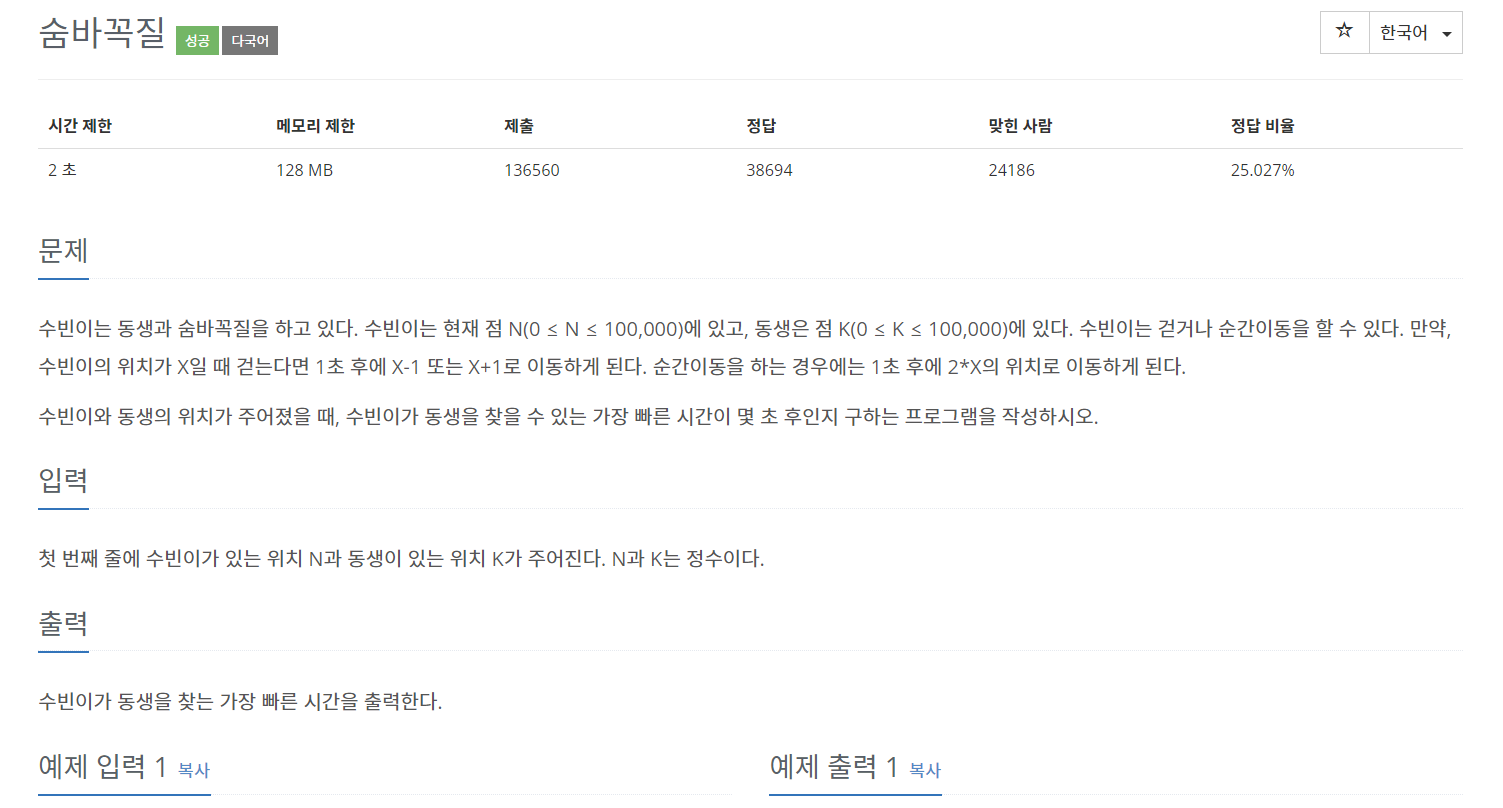 숨바꼭질 성공 다국어
☆ 한국어
시간 제한 메모리 제한 제출 정답 맞힌 사람 정답 비율
2 초 128 MB 136560 38694 24186 25.027%
문제
수빈이는 동생과 숨바꼭질을 하고 있다. 수빈이는 현재 점 N(0 ≤ N ≤ 100,000)에 있고, 동생은 점 K(0 ≤ K ≤ 100,000)에 있다. 수빈이는 걷거나 순간이동을 할 수 있다. 만약,
수빈이의 위치가 X일 때 걷는다면 1초 후에 X-1 또는 X+1로 이동하게 된다. 순간이동을 하는 경우에는 1초 후에 2*X의 위치로 이동하게 된다.
수빈이와 동생의 위치가 주어졌을 때, 수빈이가 동생을 찾을 수 있는 가장 빠른 시간이 몇 초 후인지 구하는 프로그램을 작성하시오.
입력
첫 번째 줄에 수빈이가 있는 위치 N과 동생이 있는 위치 K가 주어진다. N과 K는 정수이다.
출력
수빈이가 동생을 찾는 가장 빠른 시간을 출력한다.
예제 입력 1 복사
예제 출력 1 복사